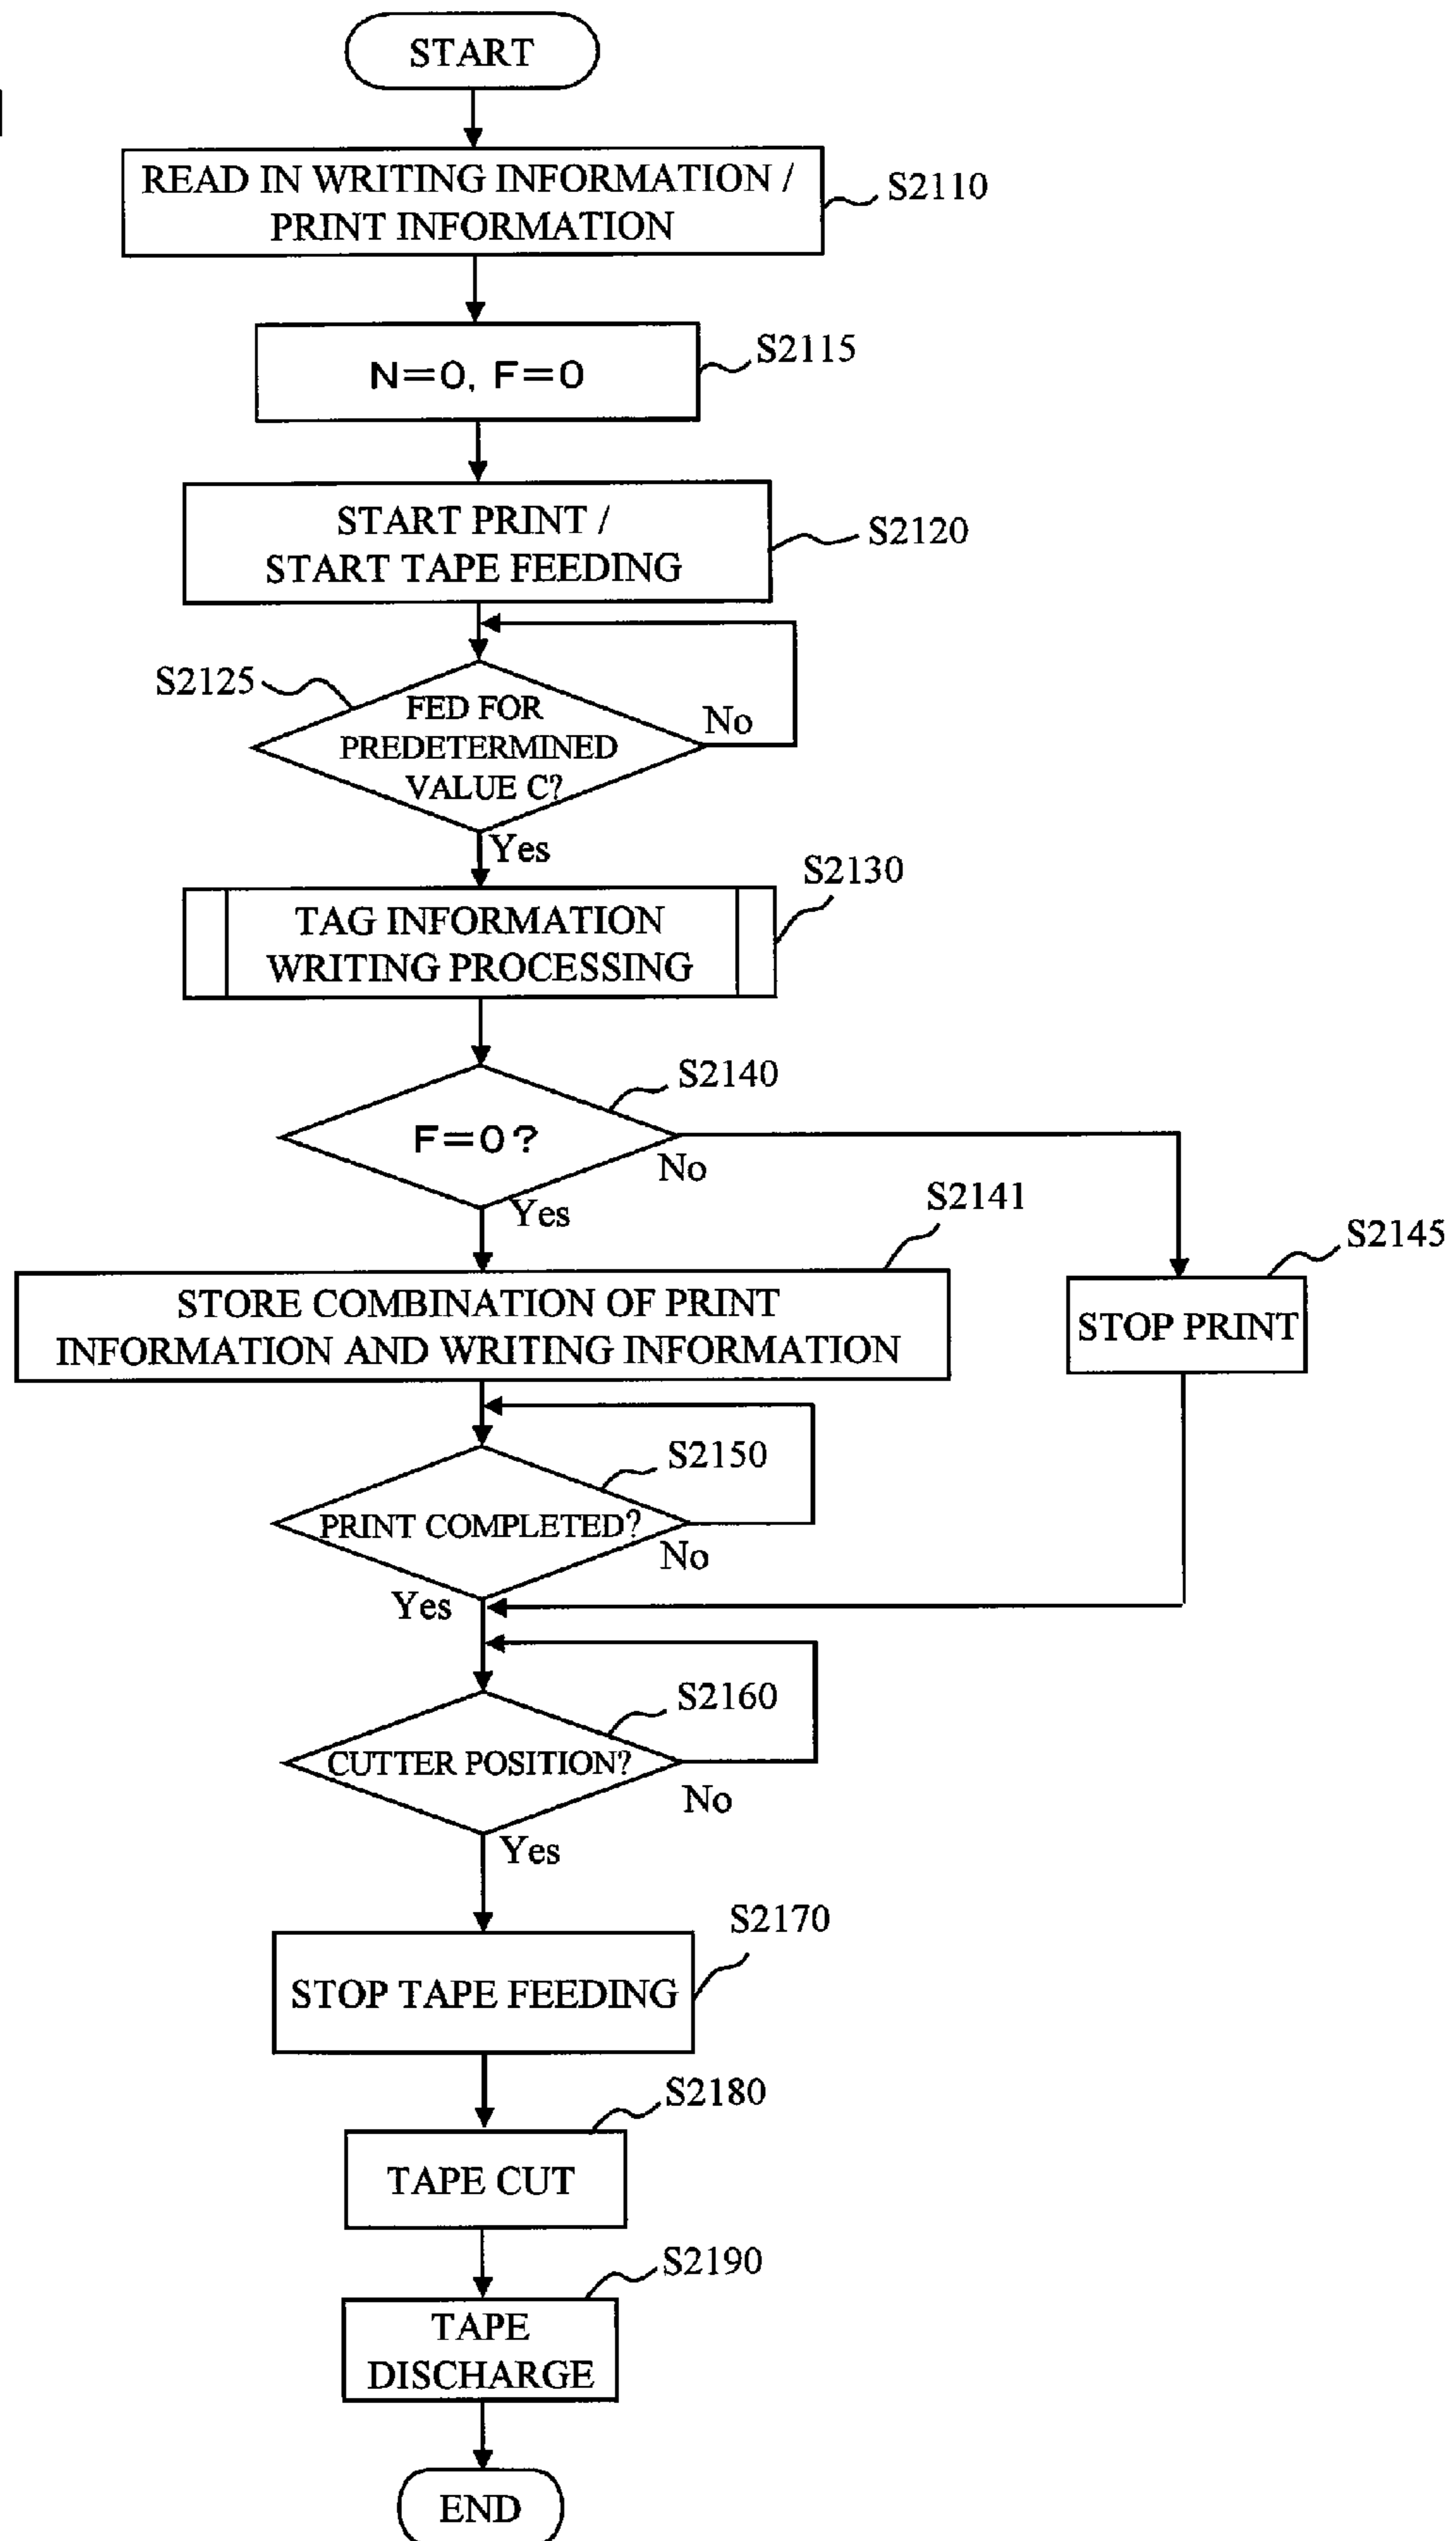 START
READ IN WRITING INFORMATION /
PRINT INFORMATION
S2110
N=0, F=0
S2115
START PRINT /
START TAPE FEEDING
S2120
S2125
FED FOR
PREDETERMINED
VALUE C?
No
Yes
S2130
TAG INFORMATION
WRITING PROCESSING
S2140
F=0?
No
Yes
S2141
S2145
STORE COMBINATION OF PRINT
INFORMATION AND WRITING INFORMATION
STOP PRINT
S2150
PRINT COMPLETED?
No
Yes
S2160
CUTTER POSITION?
No
Yes
S2170
STOP TAPE FEEDING
S2180
TAPE CUT
S2190
TAPE
DISCHARGE
END